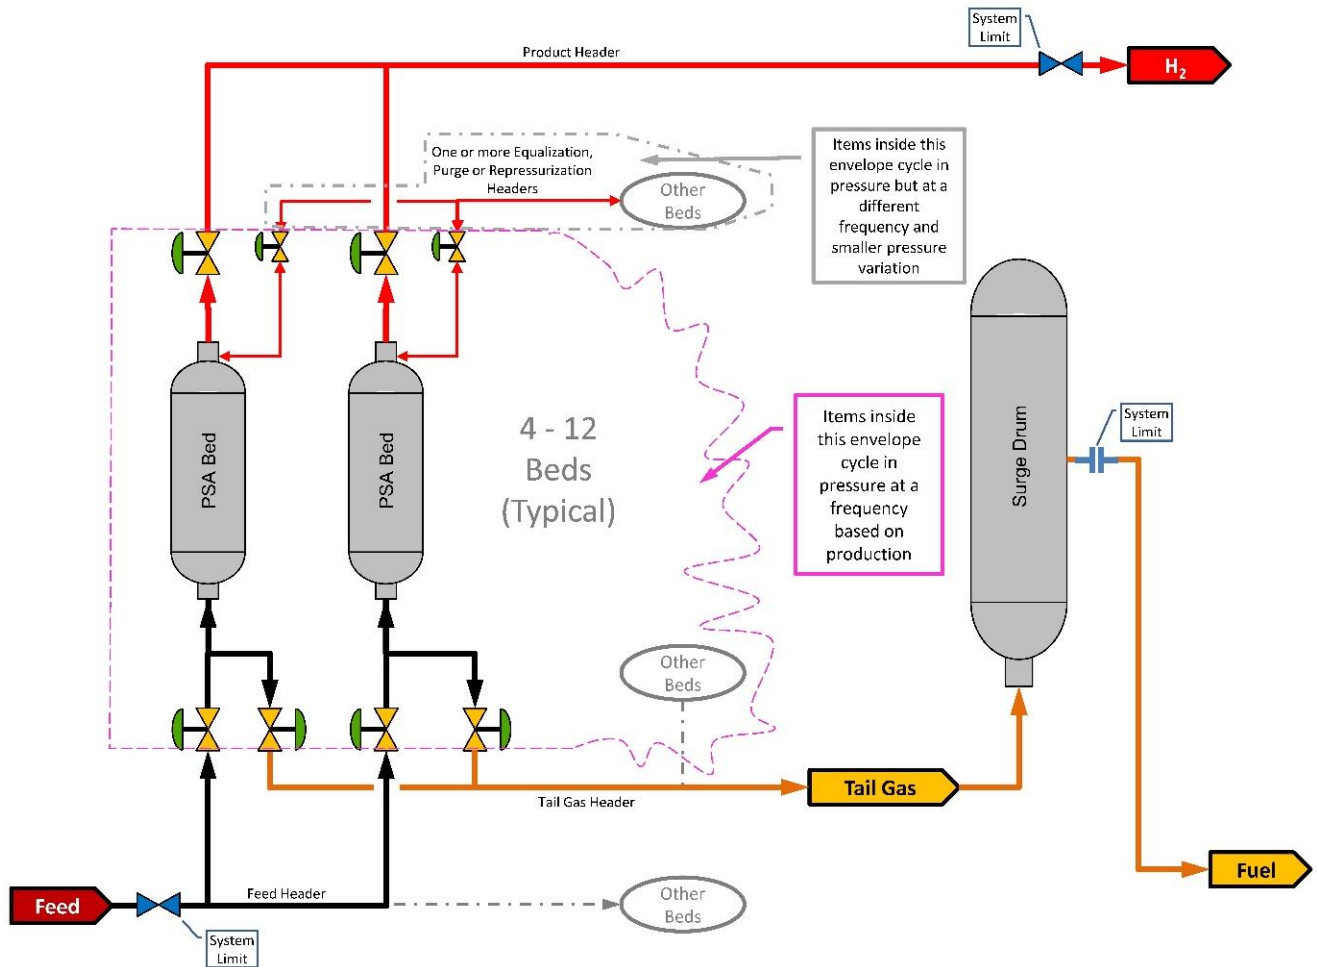 System
Limit
Product Header
H2
One or more Equalization,
Purge or Repressurization
Headers
Other
Beds
Items inside this
envelope cycle in
pressure but at a
different
frequency and
smaller pressure
variation
PSA Bed
PSA Bed
4 - 12
Beds
(Typical)
Items inside
this envelope
cycle in
pressure at a
frequency
based on
production
Surge Drum
System
Limit
Other
Beds
Tail Gas Header
Tail Gas
Fuel
Feed
Feed Header
Other
Beds
System
Limit